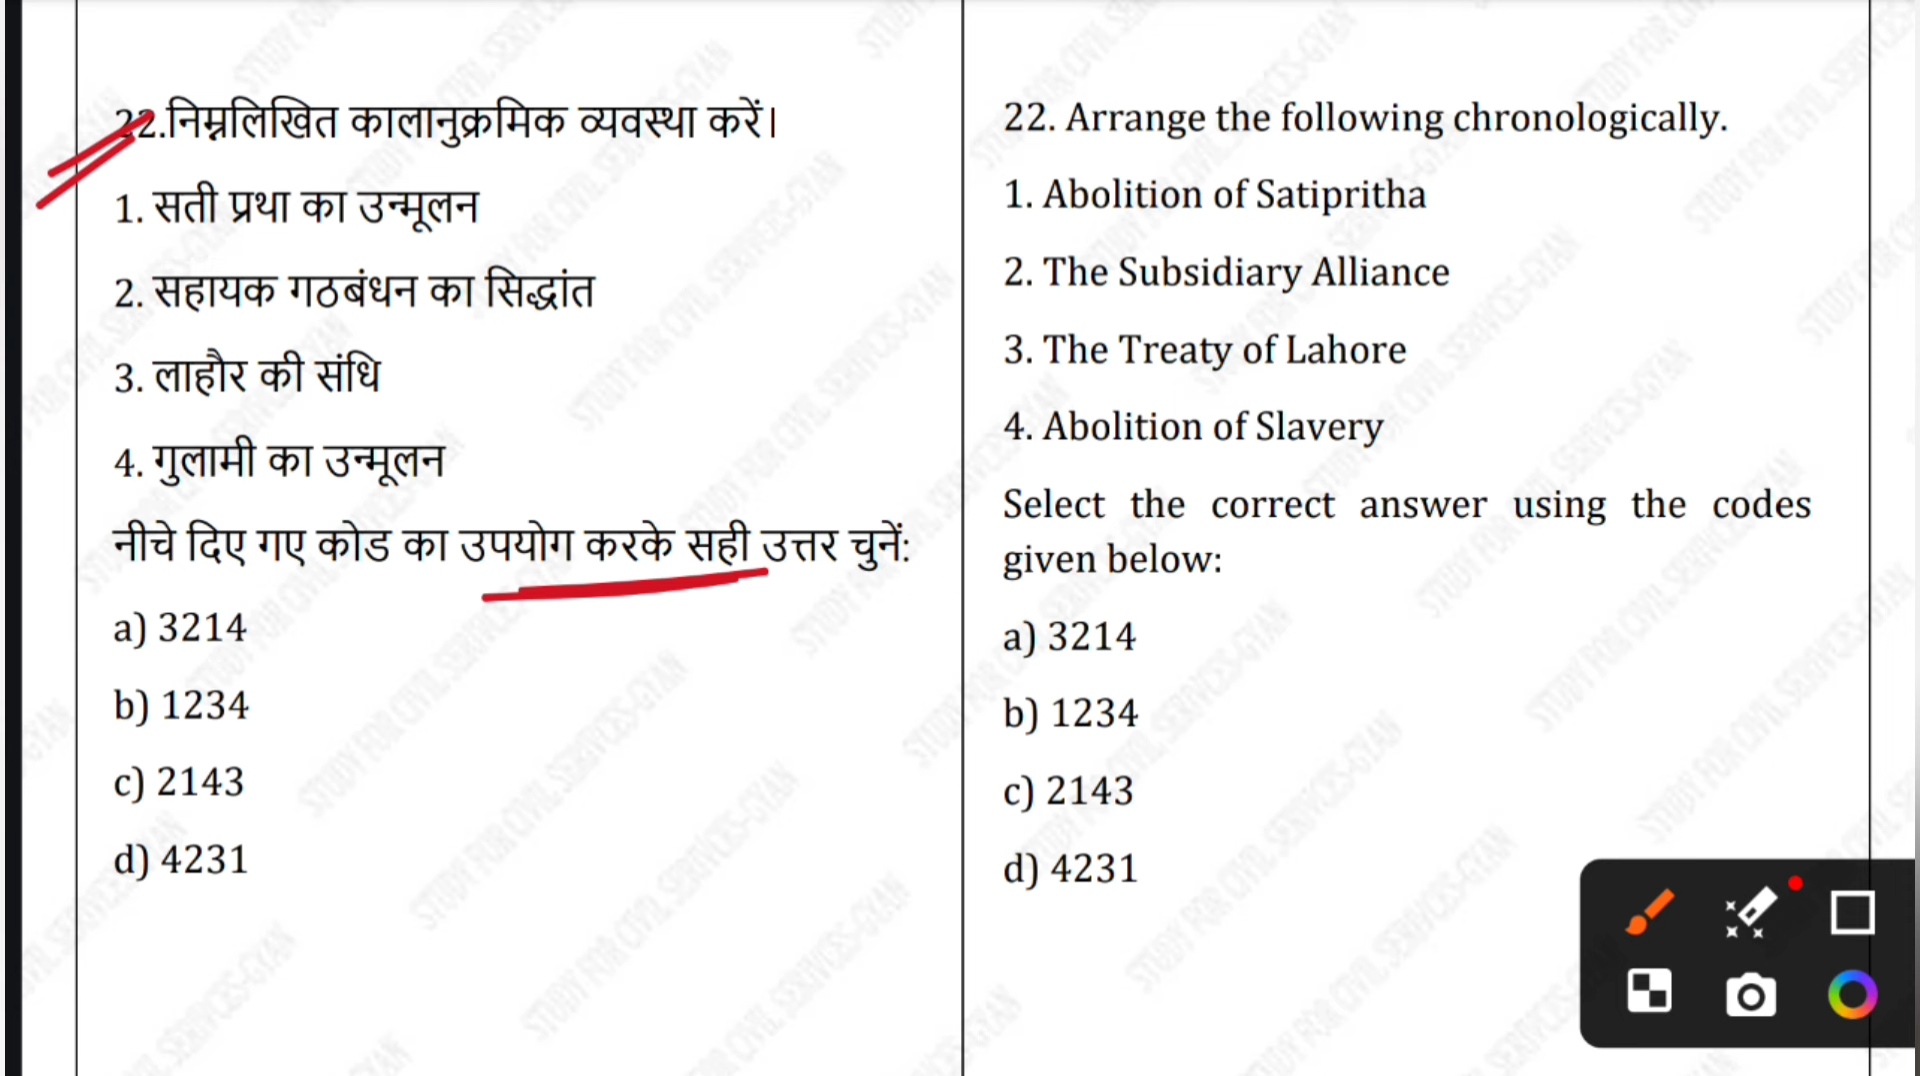 22.निम्नलिखित कालानुक्रमिक व्यवस्था करें।
1. सती प्रथा का उन्मूलन
2. सहायक गठबंधन का सिद्धांत
3. लाहौर की संधि
4. गुलामी का उन्मूलन
नीचे दिए गए कोड का उपयोग करके सही उत्तर चुनें:
a) 3214
b) 1234
c) 2143
d) 4231
22. Arrange the following chronologically.
1. Abolition of Satipritha
2. The Subsidiary Alliance
3. The Treaty of Lahore
4. Abolition of Slavery
Select the correct answer using the codes
given below:
a) 3214
b) 1234
c) 2143
d) 4231